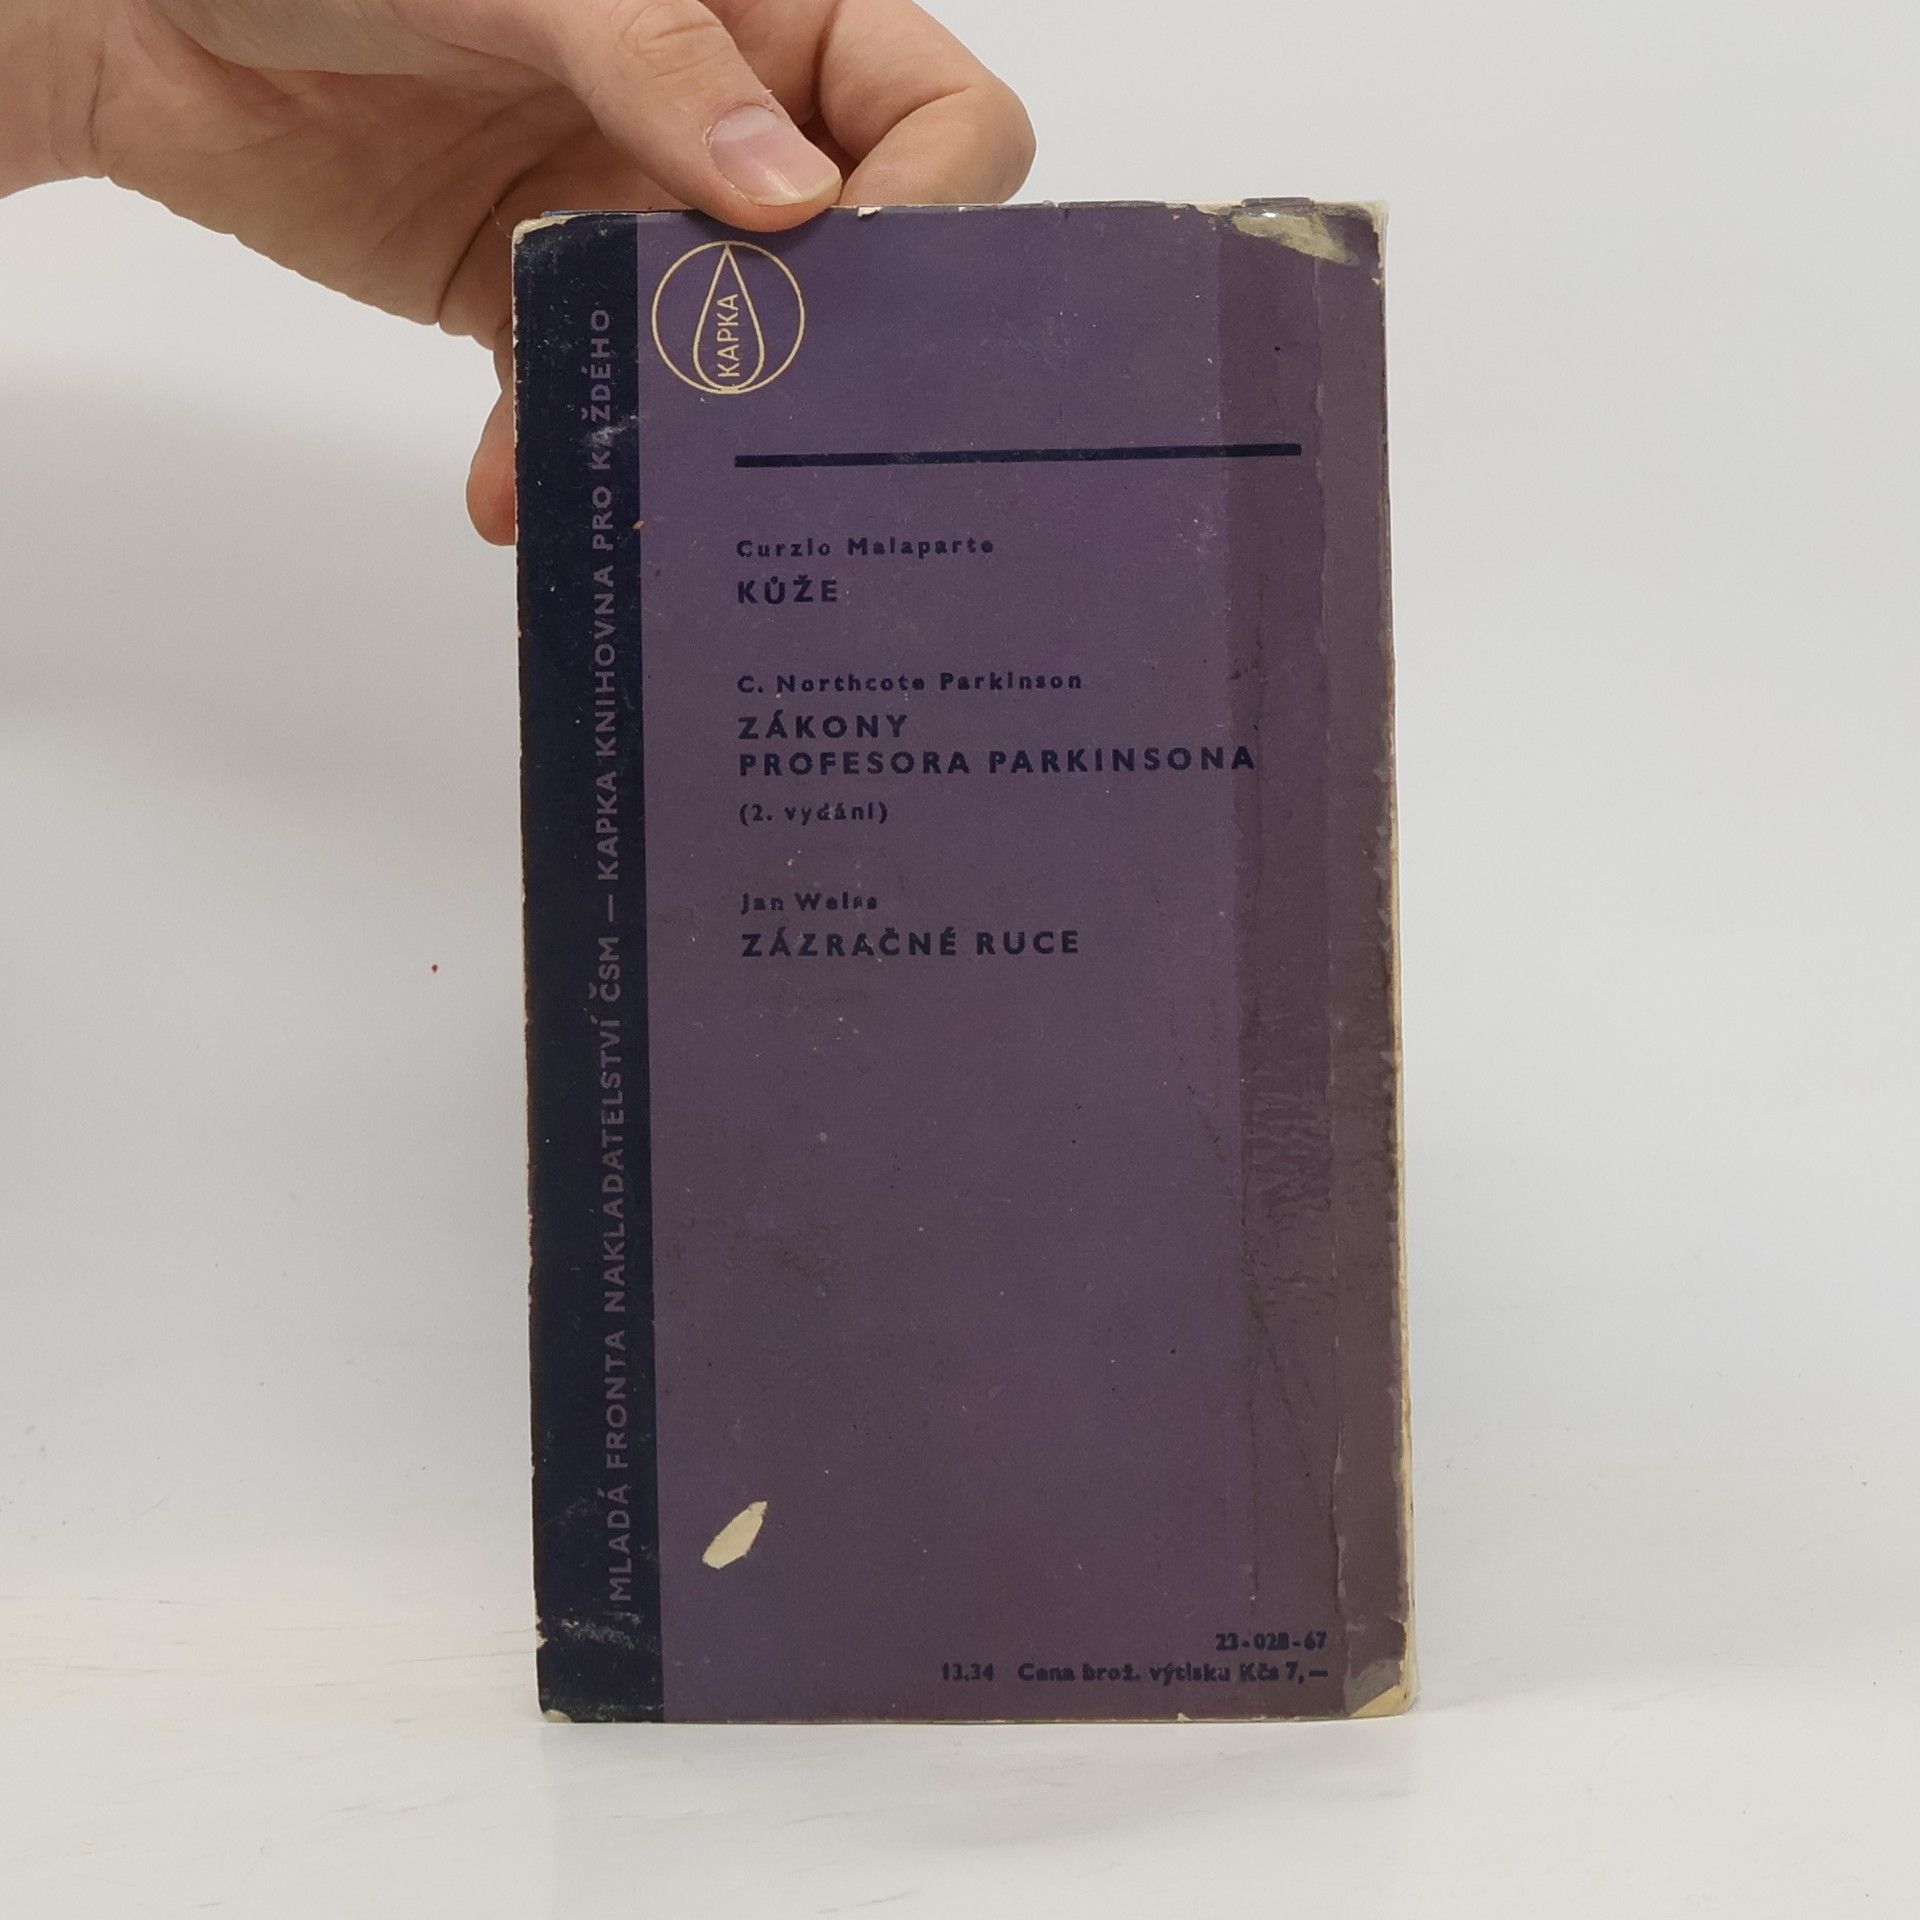 KAPKA
Curzio Malaparte
KŮŽE
C. Northcote Parkinson
ZÁKONY
PROFESORA PARKINSONA
(2. vydání)
Jan Weiss
ZÁZRAČNÉ RUCE
23-028-67
13,34 Cena brož. výtisku Kčs 7,—
MLADÁ FRONTA NAKLADATELSTVÍ ČSM — KAPKA KNIHOVNA PRO KAŽDÉHO